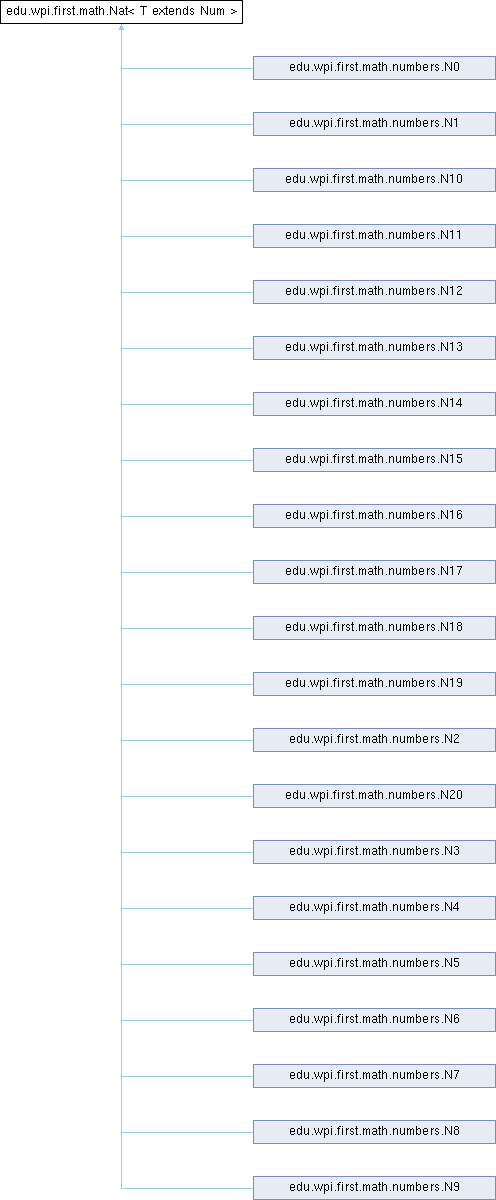 edu.wpi.first.math.Nat< T extends Num >
edu.wpi.first.math.numbers.N0
edu.wpi.first.math.numbers.N1
edu.wpi.first.math.numbers.N10
edu.wpi.first.math.numbers.N11
edu.wpi.first.math.numbers.N12
edu.wpi.first.math.numbers.N13
edu.wpi.first.math.numbers.N14
edu.wpi.first.math.numbers.N15
edu.wpi.first.math.numbers.N16
edu.wpi.first.math.numbers.N17
edu.wpi.first.math.numbers.N18
edu.wpi.first.math.numbers.N19
edu.wpi.first.math.numbers.N2
edu.wpi.first.math.numbers.N20
edu.wpi.first.math.numbers.N3
edu.wpi.first.math.numbers.N4
edu.wpi.first.math.numbers.N5
edu.wpi.first.math.numbers.N6
edu.wpi.first.math.numbers.N7
edu.wpi.first.math.numbers.N8
edu.wpi.first.math.numbers.N9